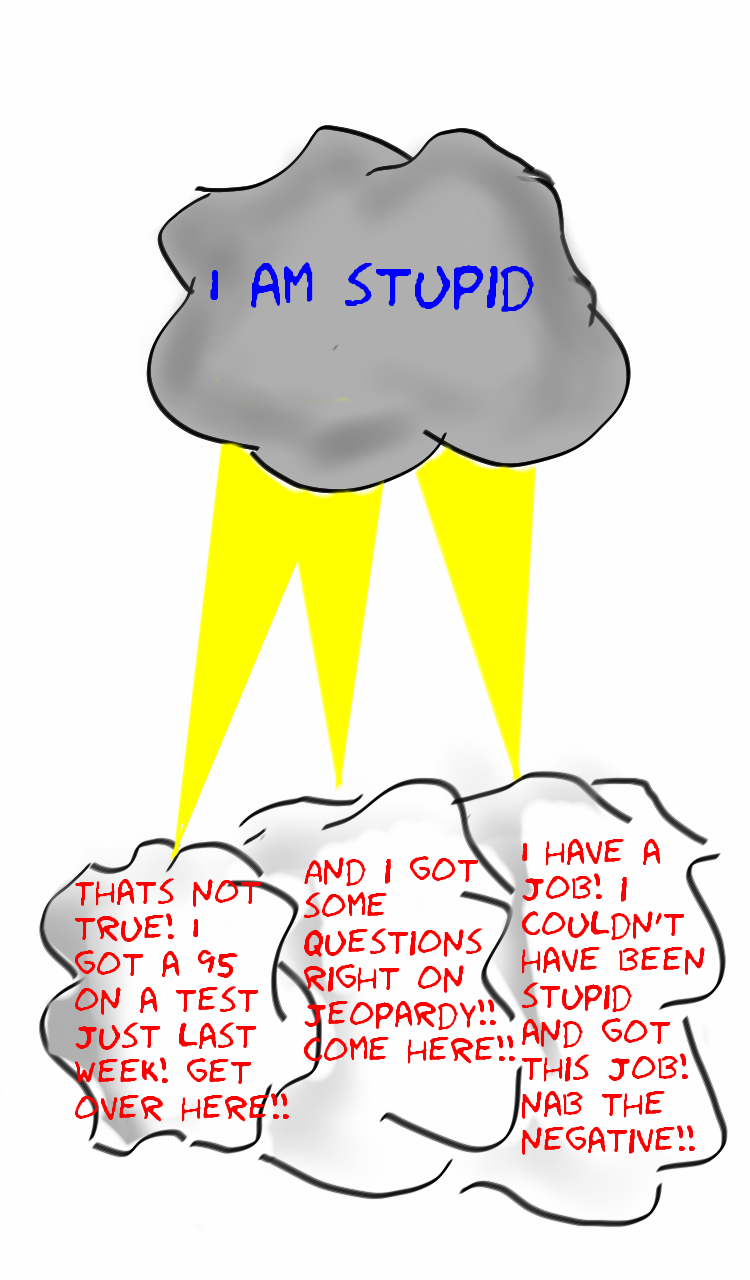 I AM STUPID
THATS NOT
TRUE! I
GOT A 95
ON A TEST
JUST LAST
WEEK! GET
OVER HERE!!
AND I GOT
SOME
QUESTIONS
RIGHT ON
JEOPARDY!!
COME HERE!!
I HAVE A
JOB! I
COULDN'T
HAVE BEEN
STUPID
AND GOT
THIS JOB!
NAB THE
NEGATIVE!!